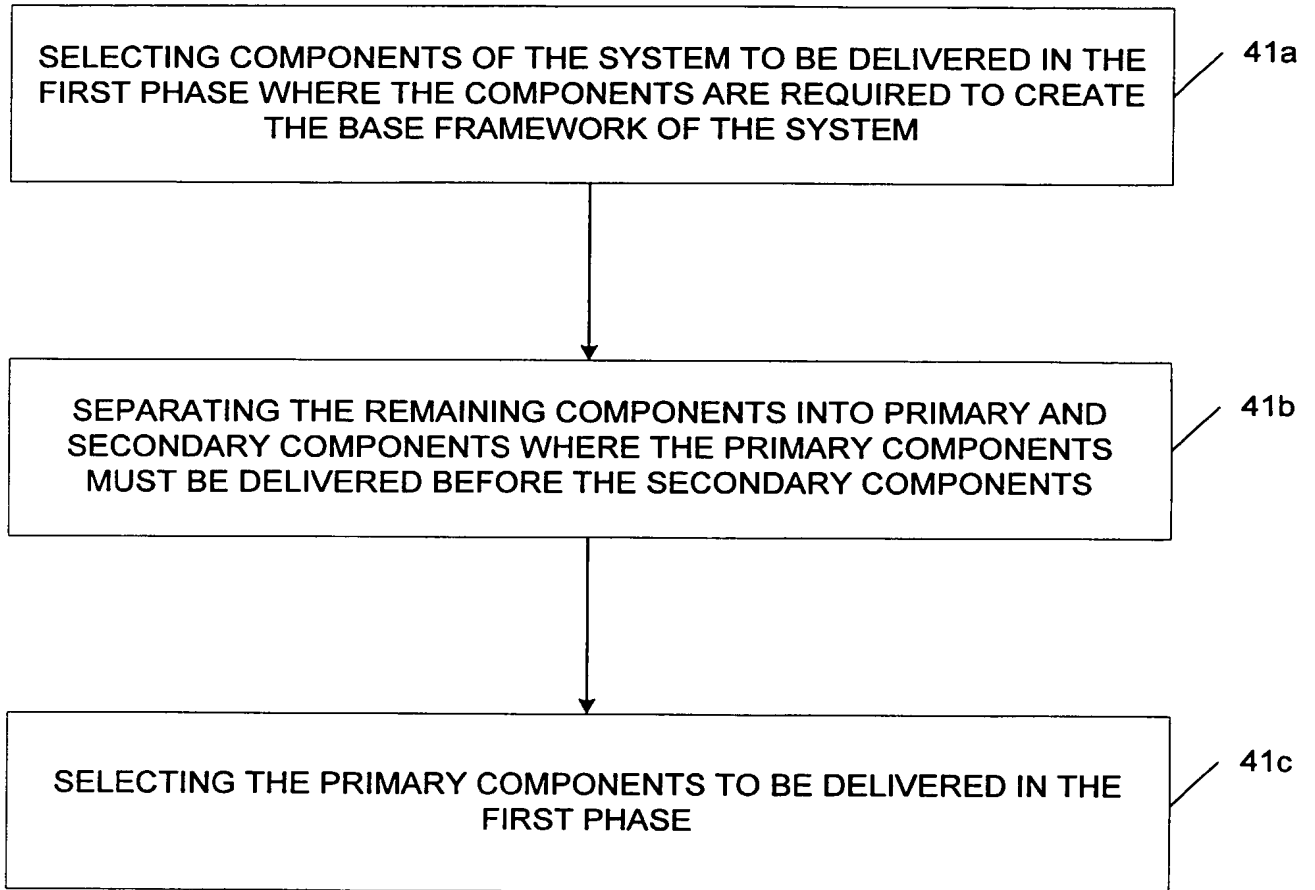 SELECTING COMPONENTS OF THE SYSTEM TO BE DELIVERED IN THE
FIRST PHASE WHERE THE COMPONENTS ARE REQUIRED TO CREATE
THE BASE FRAMEWORK OF THE SYSTEM
41a
SEPARATING THE REMAINING COMPONENTS INTO PRIMARY AND
SECONDARY COMPONENTS WHERE THE PRIMARY COMPONENTS
MUST BE DELIVERED BEFORE THE SECONDARY COMPONENTS
41b
SELECTING THE PRIMARY COMPONENTS TO BE DELIVERED IN THE
FIRST PHASE
41c